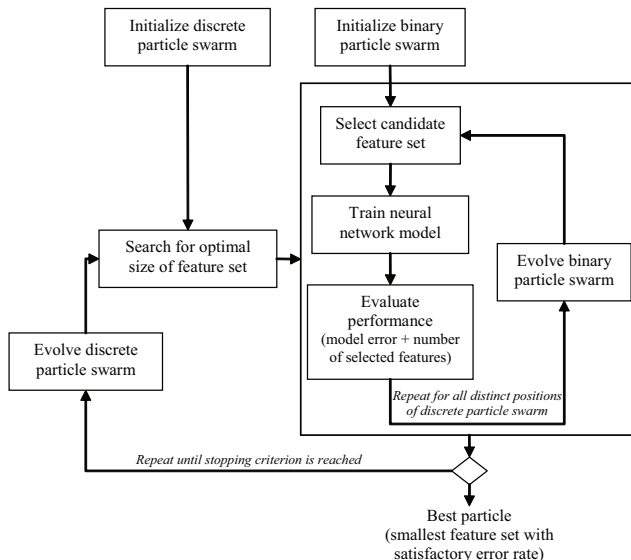 Initialize discrete
particle swarm
Initialize binary
particle swarm
Select candidate
feature set
Train neural
network model
Search for optimal
size of feature set
Evolve binary
particle swarm
Evaluate
performance
(model error + number
of selected features)
Evolve discrete
particle swarm
Repeat for all distinct positions
of discrete particle swarm
Repeat until stopping criterion is reached
Best particle
(smallest feature set with
satisfactory error rate)